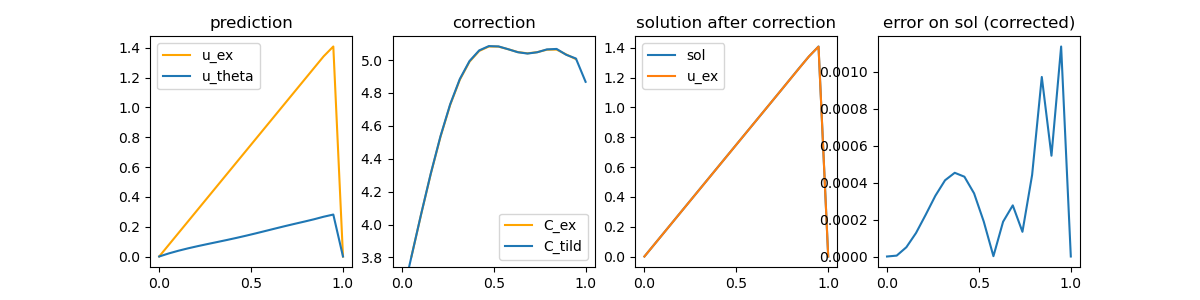 prediction
1.4
1.2
1.0
0.8
0.6
0.4
0.2
0.0
u_ex
u_theta
0.0 0.5 1.0
correction
5.0
4.8
4.6
4.4
4.2
4.0
3.8
C_ex
C_tild
0.0 0.5 1.0
solution after correction
1.4
1.2
1.0
0.8
0.6
0.4
0.2
0.0
sol
u_ex
0.0 0.5 1.0
error on sol (corrected)
0.0010
0.0008
0.0006
0.0004
0.0002
0.0000
0.0 0.5 1.0